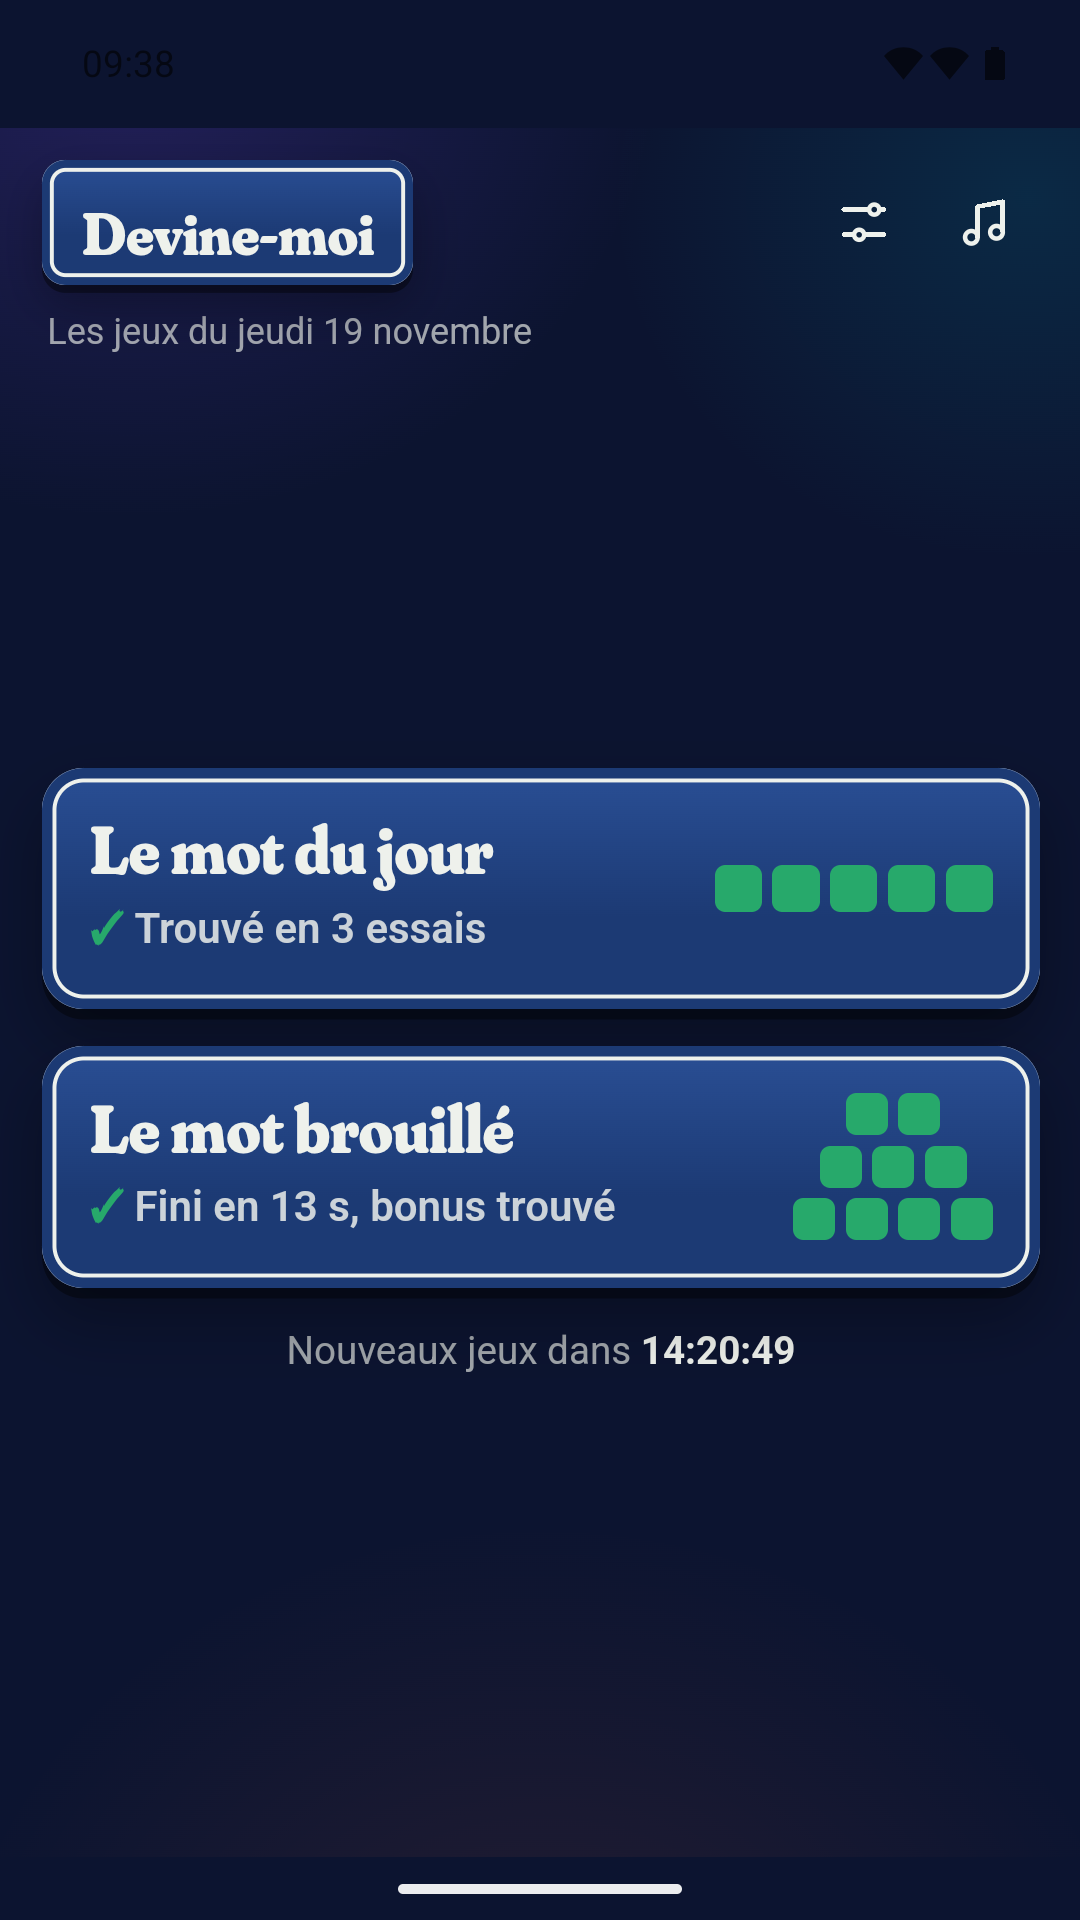 09:38
Devine-moi
Les jeux du jeudi 19 novembre
Le mot du jour
✓ Trouvé en 3 essais
Le mot brouillé
✓ Fini en 13 s, bonus trouvé
Nouveaux jeux dans 14:20:49